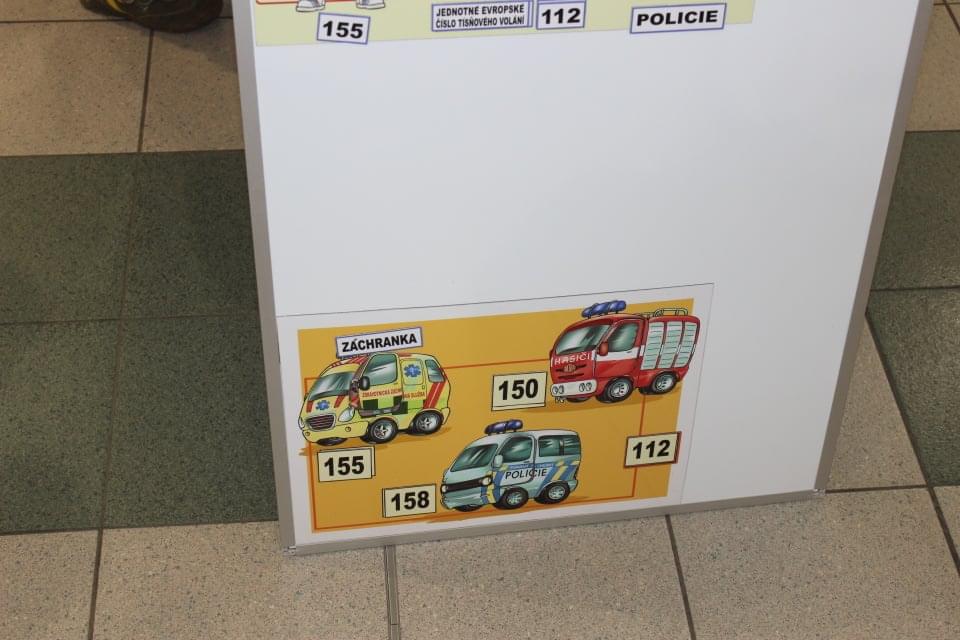 155
JEDNOTNÉ EVROPSKÉ
ČÍSLO TÍSŇOVÉHO VOLÁNÍ
112
POLICIE
ZÁCHRANKA
HASIČI
150
155
POLICIE
112
158